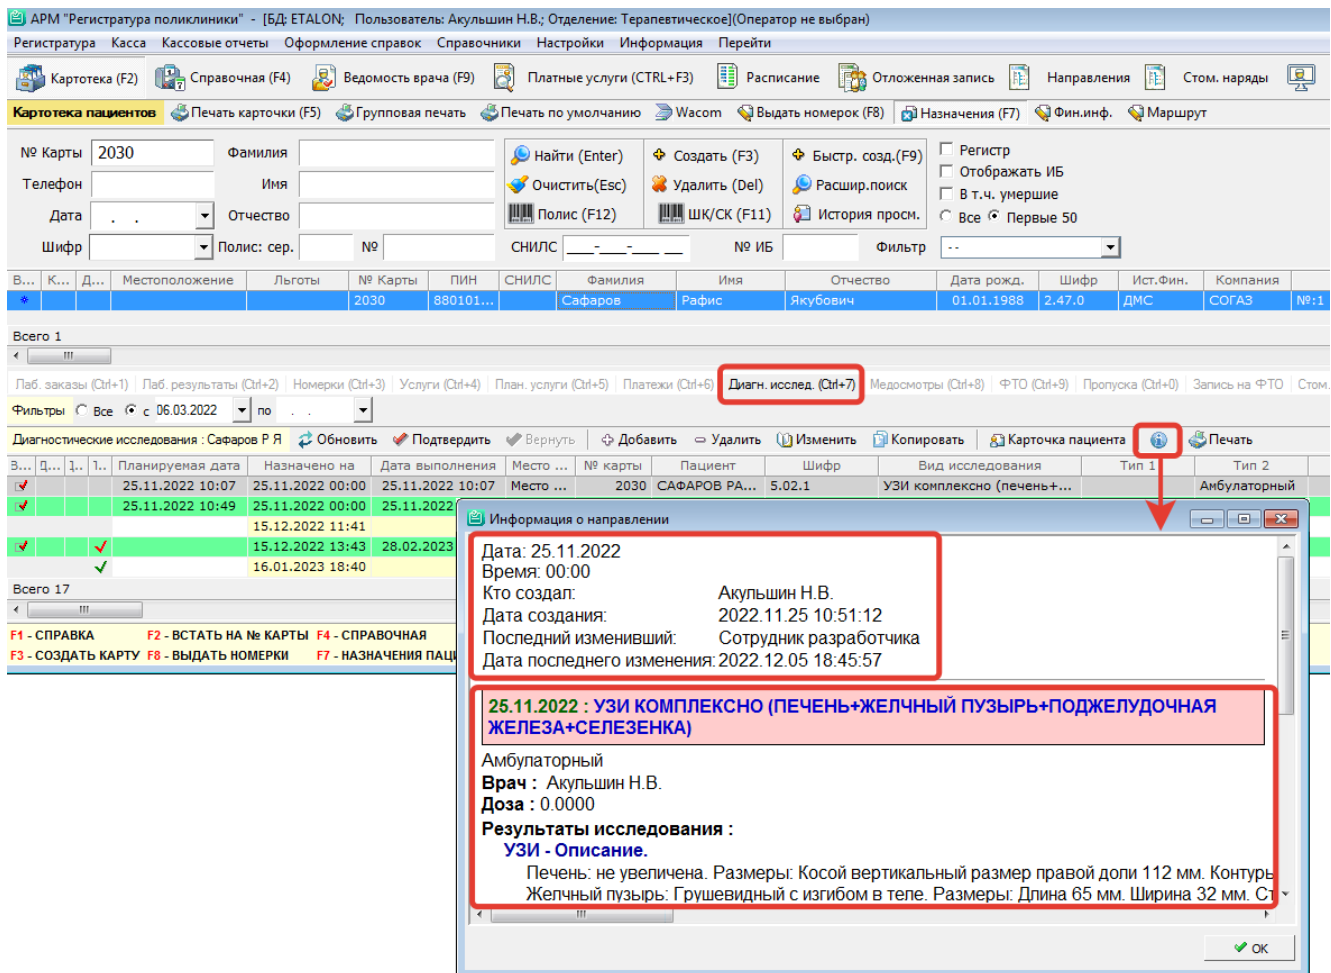 АРМ "Регистратура поликлиники" - [БД: ETALON; Пользователь: Акульшин Н.В.; Отделение: Терапевтическое](Оператор не выбран)
Регистратура Касса Кассовые отчеты Оформление справок Справочники Настройки Информация Перейти
Картотека (F2) Справочная (F4) Ведомость врача (F9) Платные услуги (CTRL+F3) Расписание Отложенная запись Направления Стом. наряды
Картотека пациентов Печать карточки (F5) Групповая печать Печать по умолчанию Wacom Выдать номерок (F8) Назначения (F7) Фин.инф. Маршрут
№ Карты 2030 Фамилия Найти (Enter) Создать (F3) Быстр. созд.(F9) Регистр
Отображать ИБ
Телефон Имя Очистить(Esc) Удалить (Del) Расшир.поиск В т.ч. умершие
Дата . . Отчество Полис (F12) ШК/СК (F11) История просм. Все Первые 50
Шифр Полис: сер. № СНИЛС ___-___-___ __ № ИБ Фильтр --
В... К... Д... Местоположение Льготы № Карты ПИН СНИЛС Фамилия Имя Отчество Дата рожд. Шифр Ист.Фин. Компания
2030 880101... Сафаров Рафис Якубович 01.01.1988 2.47.0 ДМС СОГАЗ №:1
Всего 1
Лаб. заказы (Ctrl+1) Лаб. результаты (Ctrl+2) Номерки (Ctrl+3) Услуги (Ctrl+4) План. услуги (Ctrl+5) Платежи (Ctrl+6) Диагн. исслед. (Ctrl+7) Медосмотры (Ctrl+8) ФТО (Ctrl+9) Пропуска (Ctrl+0) Запись на ФТО Стом.
Фильтры Все с 06.03.2022 по . .
Диагностические исследования : Сафаров Р Я Обновить Подтвердить Вернуть Добавить Удалить Изменить Копировать Карточка пациента Печать
В... Д... 1.. 1.. Планируемая дата Назначено на Дата выполнения Место ... № карты Пациент Шифр Вид исследования Тип 1 Тип 2
25.11.2022 10:07 25.11.2022 00:00 25.11.2022 10:07 Место ... 2030 САФАРОВ РА... 5.02.1 УЗИ комплексно (печень+... Амбулаторный
25.11.2022 10:49 25.11.2022 00:00 25.11.2022
15.12.2022 11:41
15.12.2022 13:43 28.02.2023
16.01.2023 18:40
Всего 17
F1 - СПРАВКА F2 - ВСТАТЬ НА № КАРТЫ F4 - СПРАВОЧНАЯ
F3 - СОЗДАТЬ КАРТУ F8 - ВЫДАТЬ НОМЕРКИ F7 - НАЗНАЧЕНИЯ ПАЦИ
Информация о направлении
Дата: 25.11.2022
Время: 00:00
Кто создал: Акульшин Н.В.
Дата создания: 2022.11.25 10:51:12
Последний изменивший: Сотрудник разработчика
Дата последнего изменения: 2022.12.05 18:45:57
25.11.2022 : УЗИ КОМПЛЕКСНО (ПЕЧЕНЬ+ЖЕЛЧНЫЙ ПУЗЫРЬ+ПОДЖЕЛУДОЧНАЯ
ЖЕЛЕЗА+СЕЛЕЗЕНКА)
Амбулаторный
Врач : Акульшин Н.В.
Доза : 0.0000
Результаты исследования :
УЗИ - Описание.
Печень: не увеличена. Размеры: Косой вертикальный размер правой доли 112 мм. Контуры
Желчный пузырь: Грушевидный с изгибом в теле. Размеры: Длина 65 мм. Ширина 32 мм. Ст
ОК